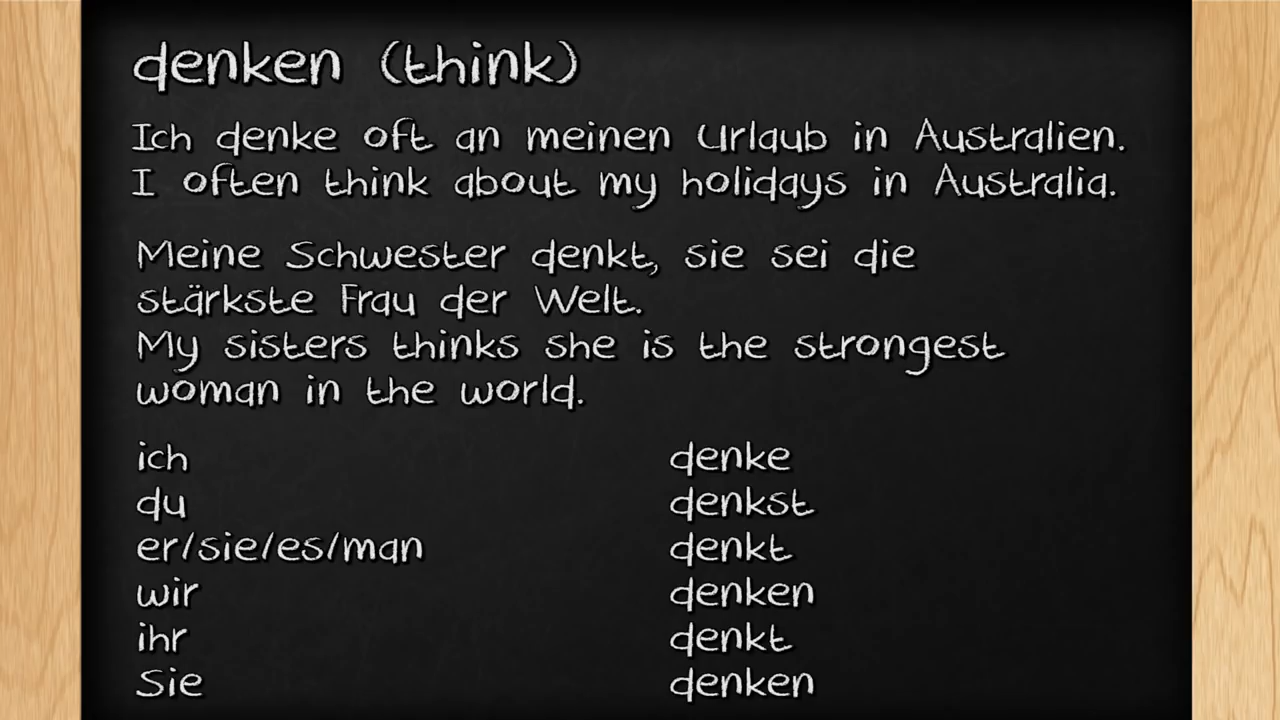 denken (think)
Ich denke oft an meinen Urlaub in Australien.
I often think about my holidays in Australia.
Meine Schwester denkt, sie sei die
stärkste Frau der Welt.
My sisters thinks she is the strongest
woman in the world.
ich denke
du denkst
er/sie/es/man denkt
wir denken
ihr denkt
Sie denken